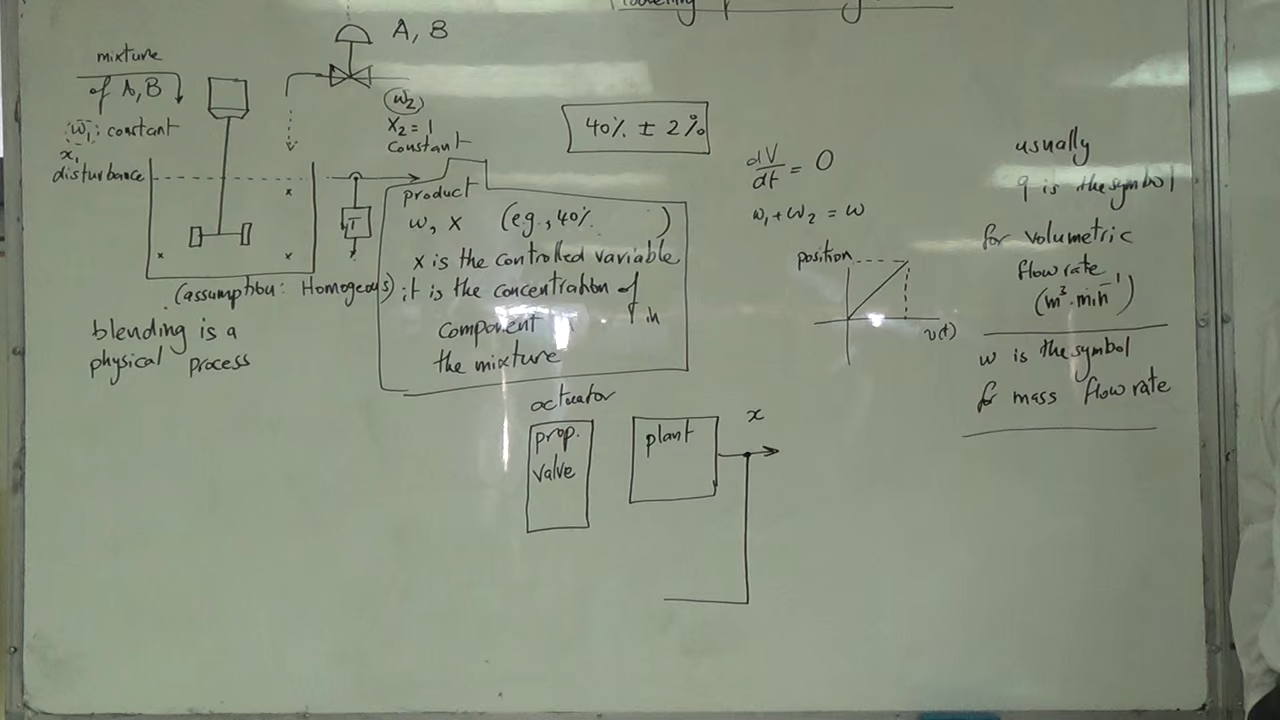 A, B
mixture
of A, B
w₁: constant
x₁
disturbance
w₂
x₂ = 1
constant
40% ± 2%
product
w, x (e.g., 40% )
x is the controlled variable
; it is the concentration of
component in
the mixture
T
(assumption: Homogeous)
blending is a
physical process
dV/dt = 0
w₁ + w₂ = w
position
v(t)
usually
q is the symbol
for volumetric
flow rate
(m³.min⁻¹)
w is the symbol
for mass flow rate
actuator
prop.
valve
plant
x